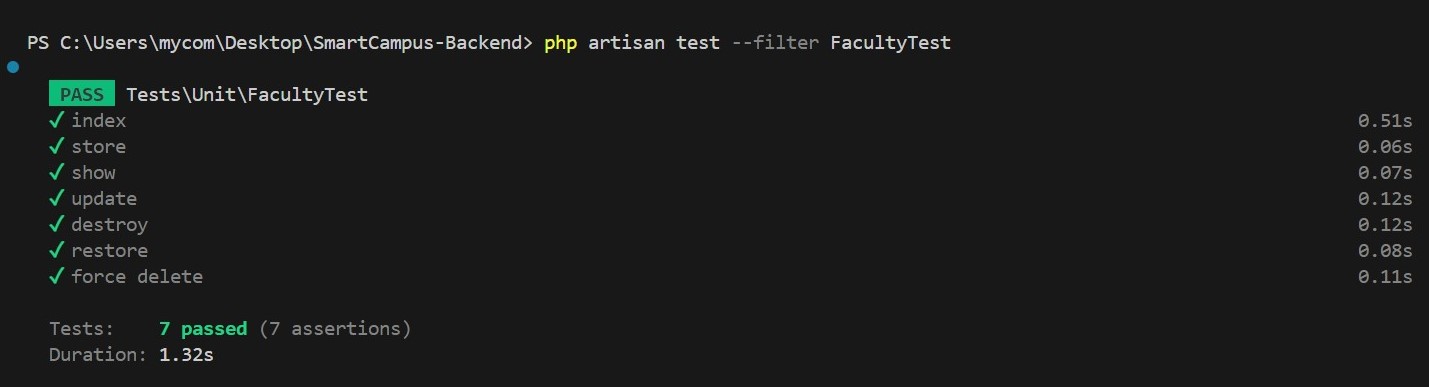 PS C:\Users\mycom\Desktop\SmartCampus-Backend> php artisan test --filter FacultyTest
PASS Tests\Unit\FacultyTest
✓ index 0.51s
✓ store 0.06s
✓ show 0.07s
✓ update 0.12s
✓ destroy 0.12s
✓ restore 0.08s
✓ force delete 0.11s
Tests: 7 passed (7 assertions)
Duration: 1.32s